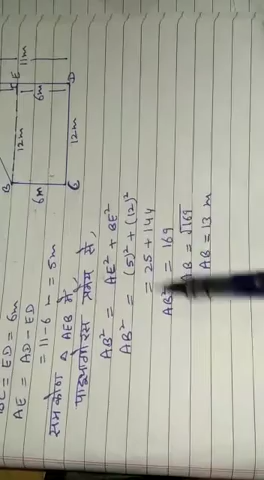 11m
E
D
6m
12m
12m
B
6m
C
BC = ED = 6m
AE = AD - ED
= 11-6 = 5m
समकोण △ AEB में,
पाइथागोरस प्रमेय से,
AB² = AE² + BE²
AB² = (5)² + (12)²
= 25 + 144
AB² = 169
AB = √169
AB = 13 m